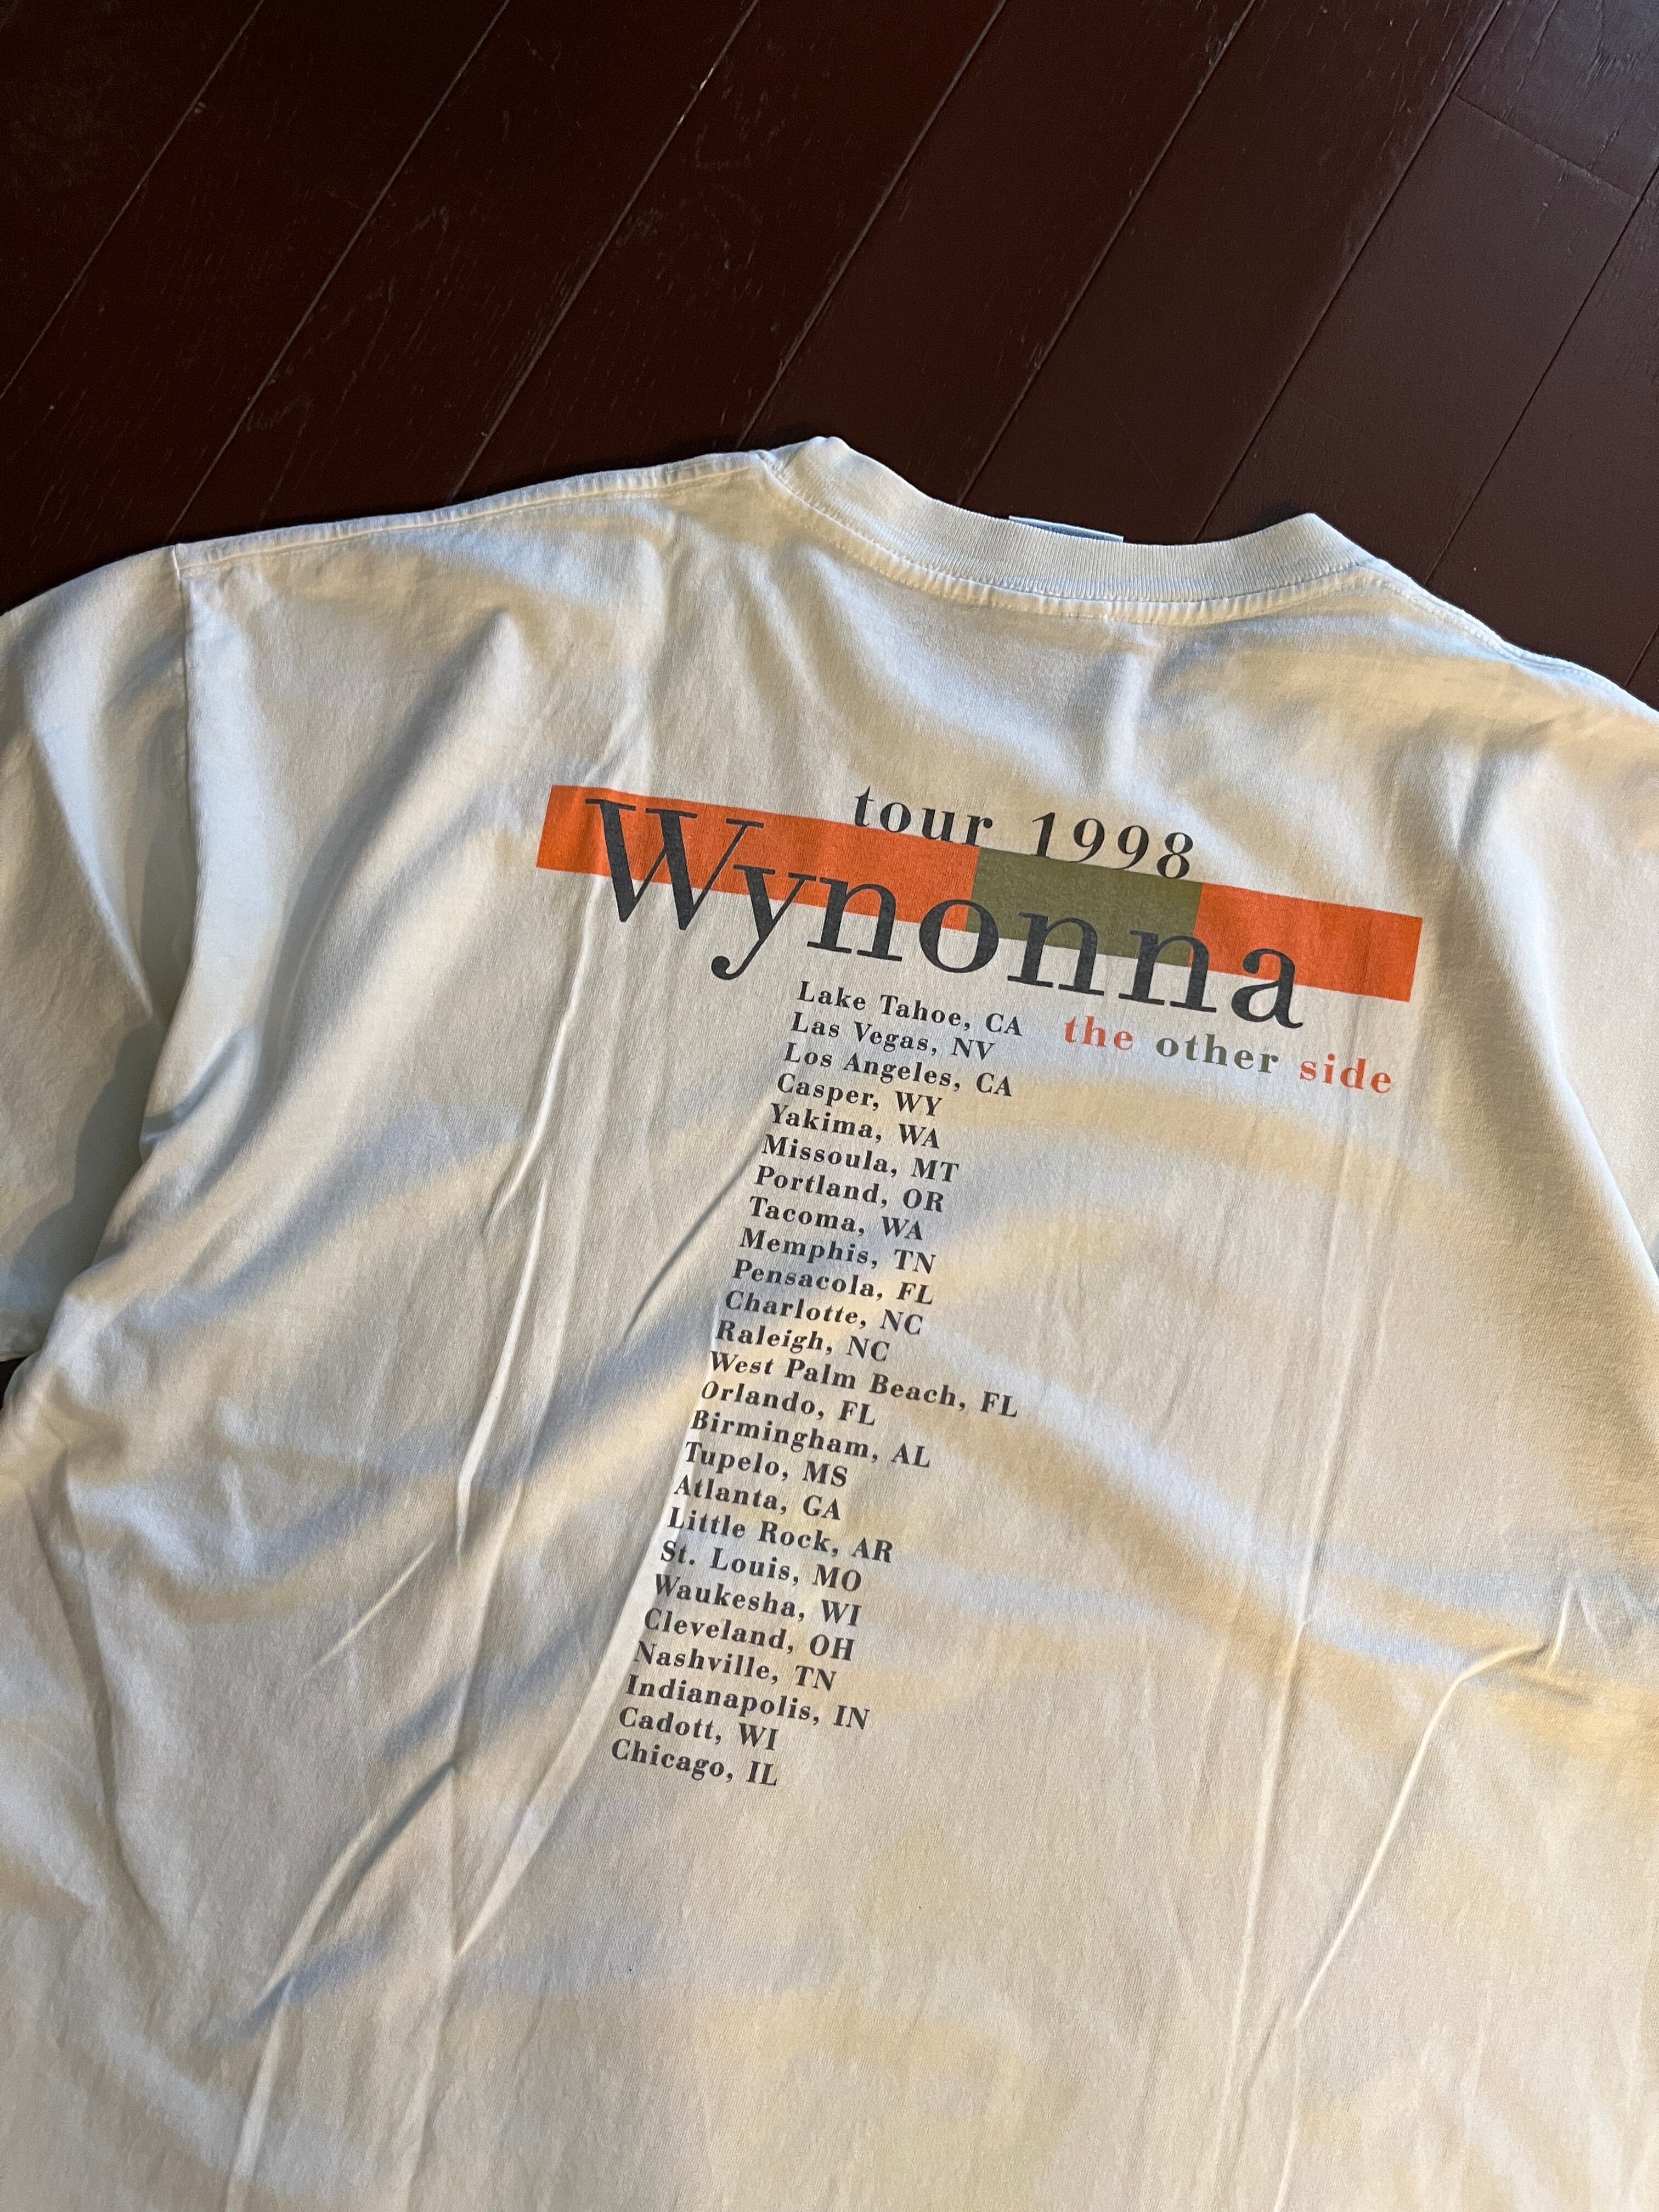 tour 1998
Wynonna
the other side
Lake Tahoe, CA
Las Vegas, NV
Los Angeles, CA
Casper, WY
Yakima, WA
Missoula, MT
Portland, OR
Tacoma, WA
Memphis, TN
Pensacola, FL
Charlotte, NC
Raleigh, NC
West Palm Beach, FL
Orlando, FL
Birmingham, AL
Tupelo, MS
Atlanta, GA
Little Rock, AR
St. Louis, MO
Waukesha, WI
Cleveland, OH
Nashville, TN
Indianapolis, IN
Cadott, WI
Chicago, IL